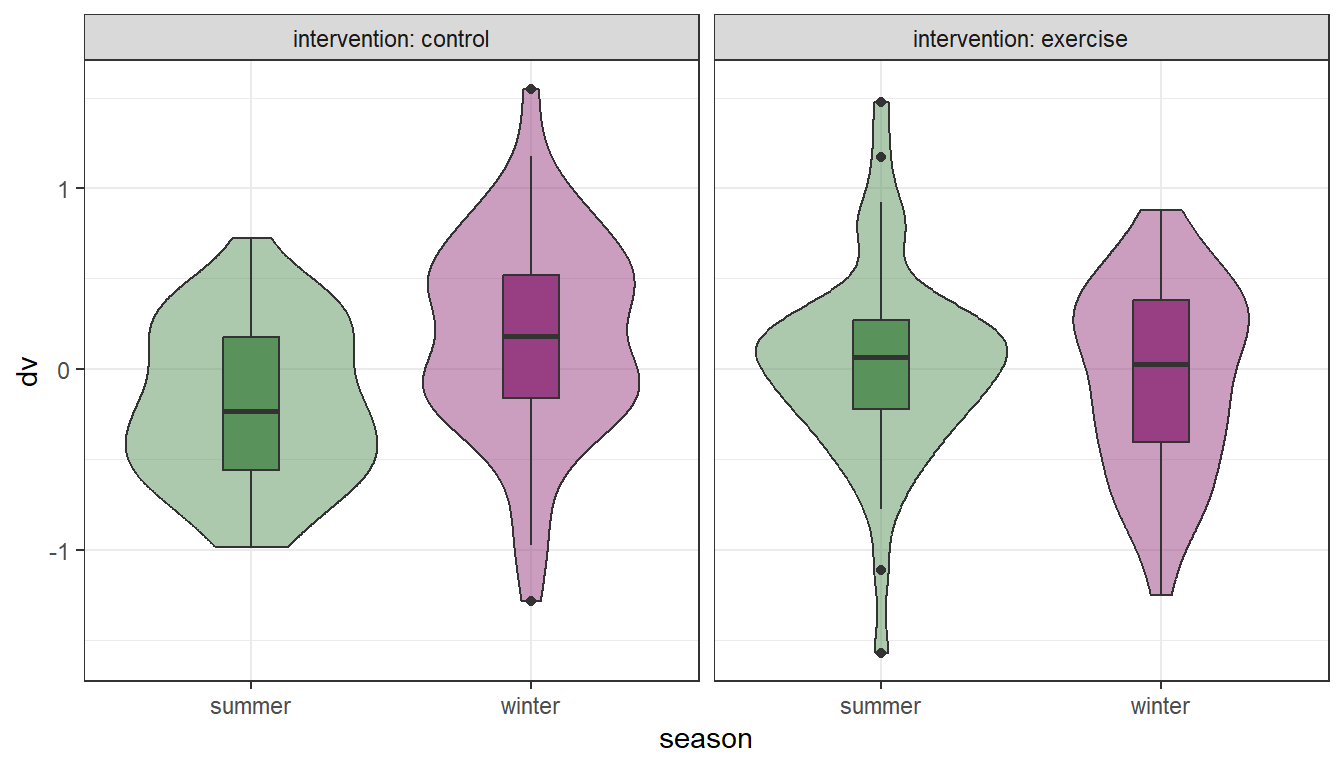 intervention: control
intervention: exercise
dv
1
0
-1
summer
winter
summer
winter
season